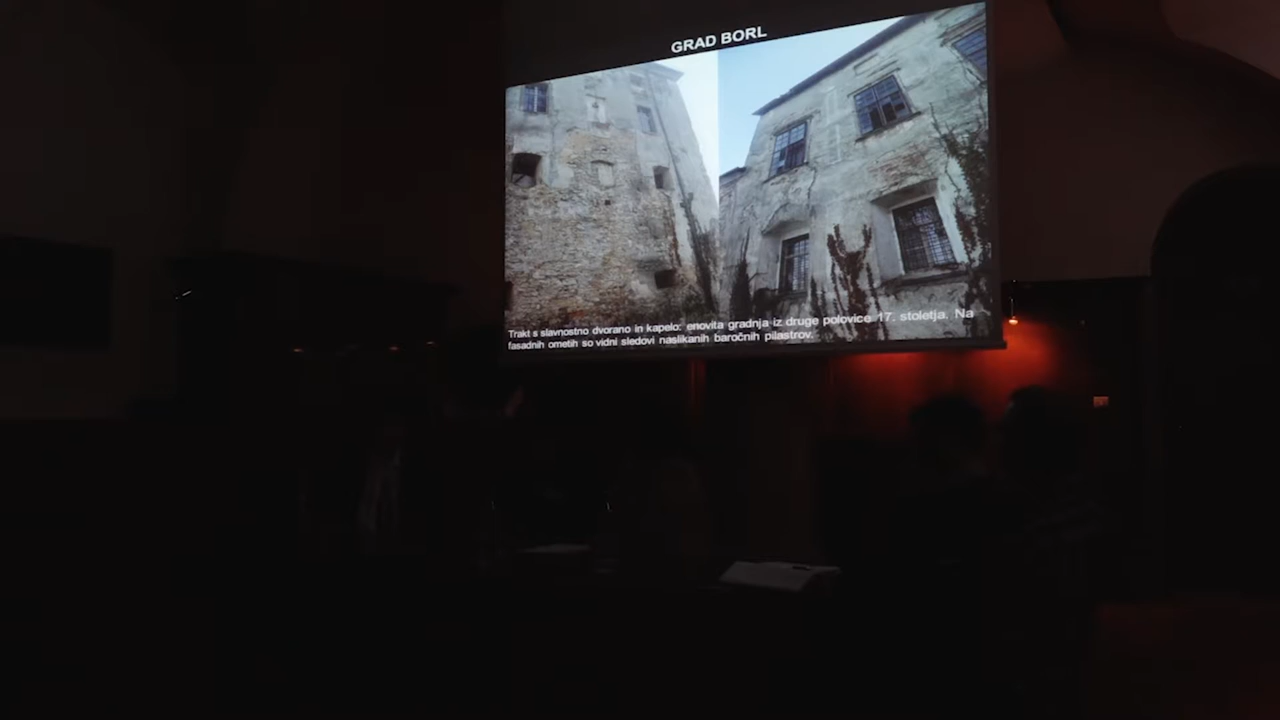 GRAD BORL
Trakt s slavnostno dvorano in kapelo: enovita gradnja iz druge polovice 17. stoletja. Na
fasadnih ometih so vidni sledovi naslikanih baročnih pilastrov.